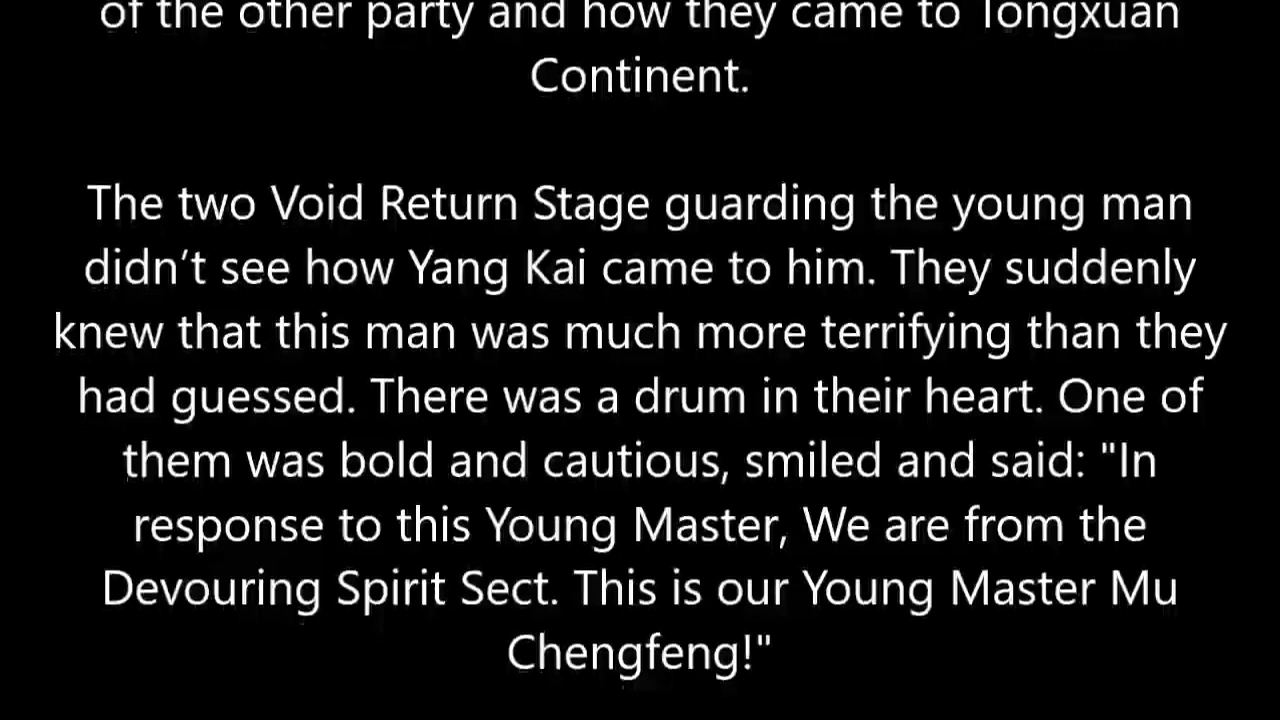 of the other party and how they came to Tongxuan
Continent.
The two Void Return Stage guarding the young man
didn’t see how Yang Kai came to him. They suddenly
knew that this man was much more terrifying than they
had guessed. There was a drum in their heart. One of
them was bold and cautious, smiled and said: "In
response to this Young Master, We are from the
Devouring Spirit Sect. This is our Young Master Mu
Chengfeng!"